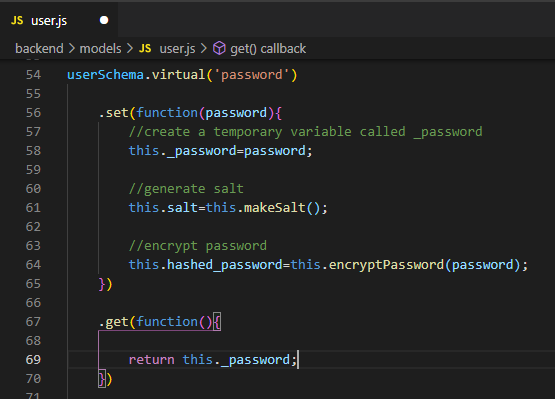 JS user.js
backend > models > JS user.js > get() callback
54 userSchema.virtual('password')
55
56 .set(function(password){
57 //create a temporary variable called _password
58 this._password=password;
59
60 //generate salt
61 this.salt=this.makeSalt();
62
63 //encrypt password
64 this.hashed_password=this.encryptPassword(password);
65 })
66
67 .get(function(){
68
69 return this._password;
70 })